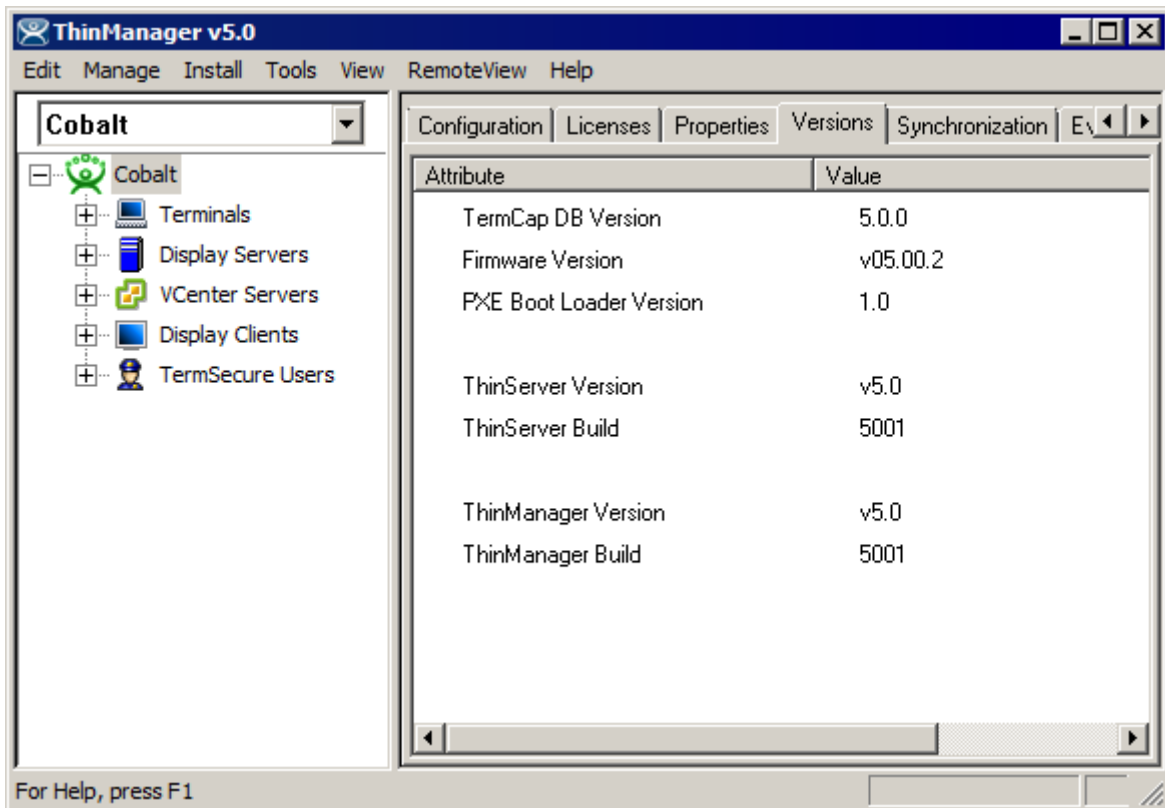 ThinManager v5.0
Edit Manage Install Tools View RemoteView Help
Cobalt
Cobalt
Terminals
Display Servers
VCenter Servers
Display Clients
TermSecure Users
Configuration Licenses Properties Versions Synchronization
Attribute Value
TermCap DB Version 5.0.0
Firmware Version v05.00.2
PXE Boot Loader Version 1.0
ThinServer Version v5.0
ThinServer Build 5001
ThinManager Version v5.0
ThinManager Build 5001
For Help, press F1